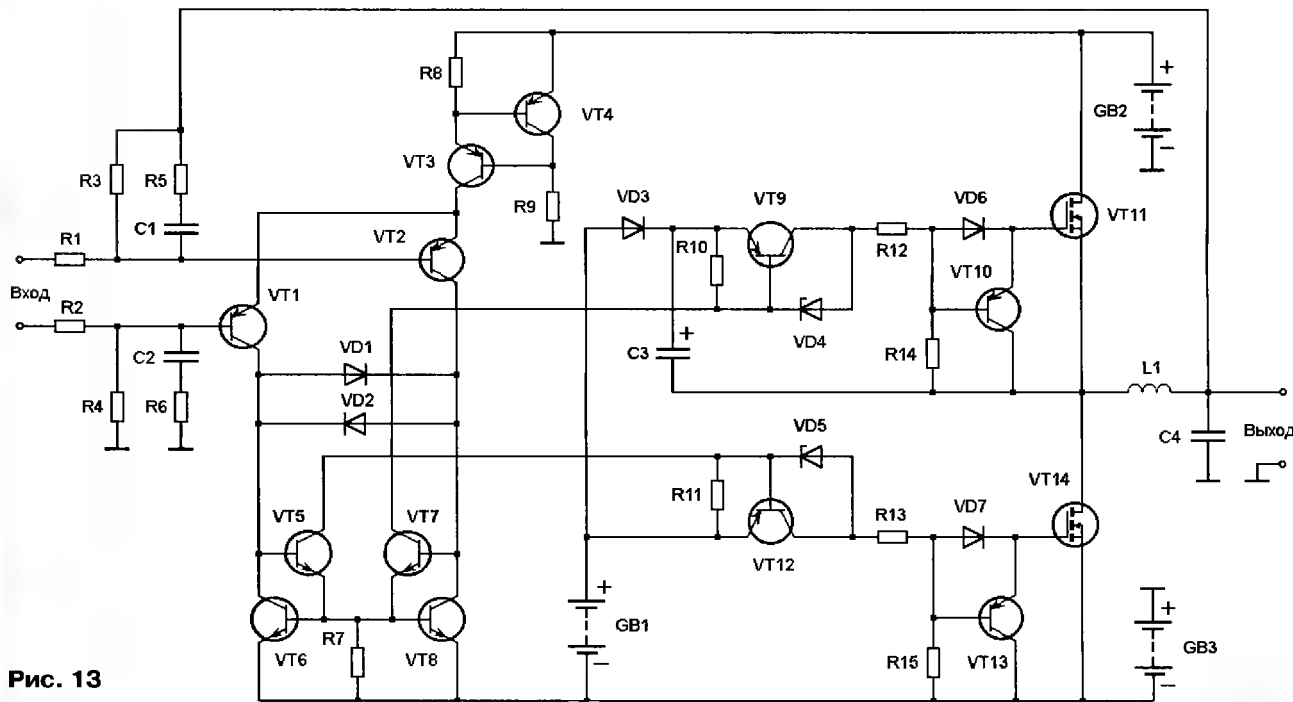 R8
VT4
+
GB2
−
VT3
R3
R5
R9
C1
VD3
VT9
VD6
VT11
R1
VT2
R10
R12
VT10
Вход
VT1
R2
C2
VD1
C3
+
VD4
R14
L1
R4
R6
VD2
VD5
C4
Выход
R11
VT14
VT5
VT7
R13
VD7
VT12
+
GB1
−
+
GB3
−
VT6
R7
VT8
R15
VT13
Рис. 13